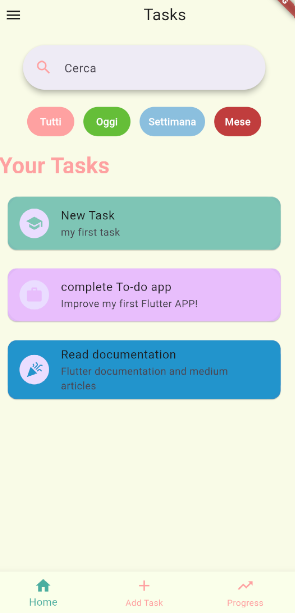 Tasks
Cerca
Tutti Oggi Settimana Mese
Your Tasks
New Task
my first task
complete To-do app
Improve my first Flutter APP!
Read documentation
Flutter documentation and medium
articles
Home Add Task Progress